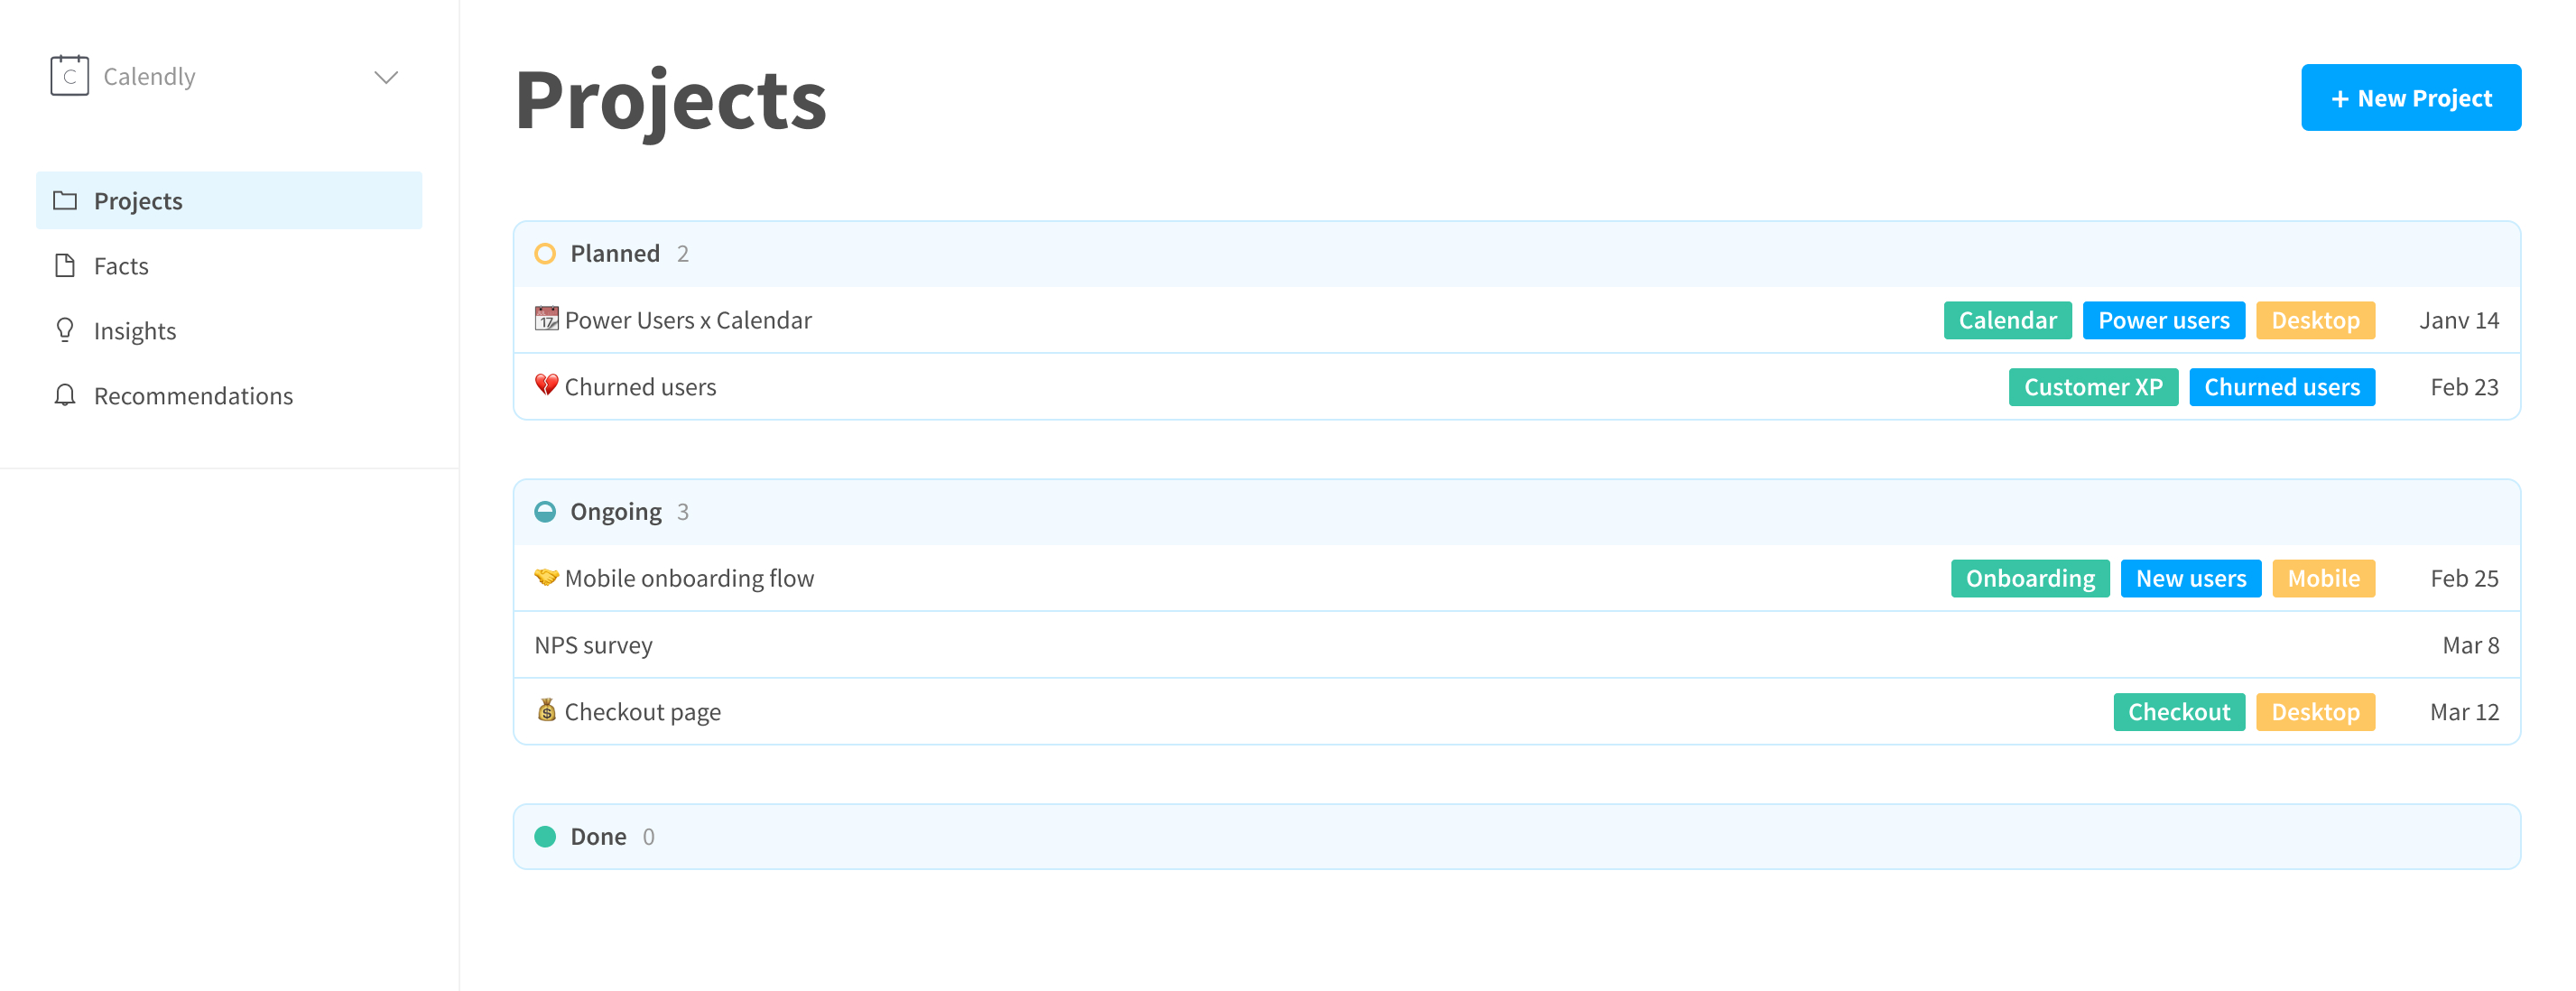 C Calendly
Projects
Facts
Insights
Recommendations
Projects
+ New Project
Planned 2
17 Power Users x Calendar Calendar Power users Desktop Janv 14
Churned users Customer XP Churned users Feb 23
Ongoing 3
Mobile onboarding flow Onboarding New users Mobile Feb 25
NPS survey Mar 8
$ Checkout page Checkout Desktop Mar 12
Done 0